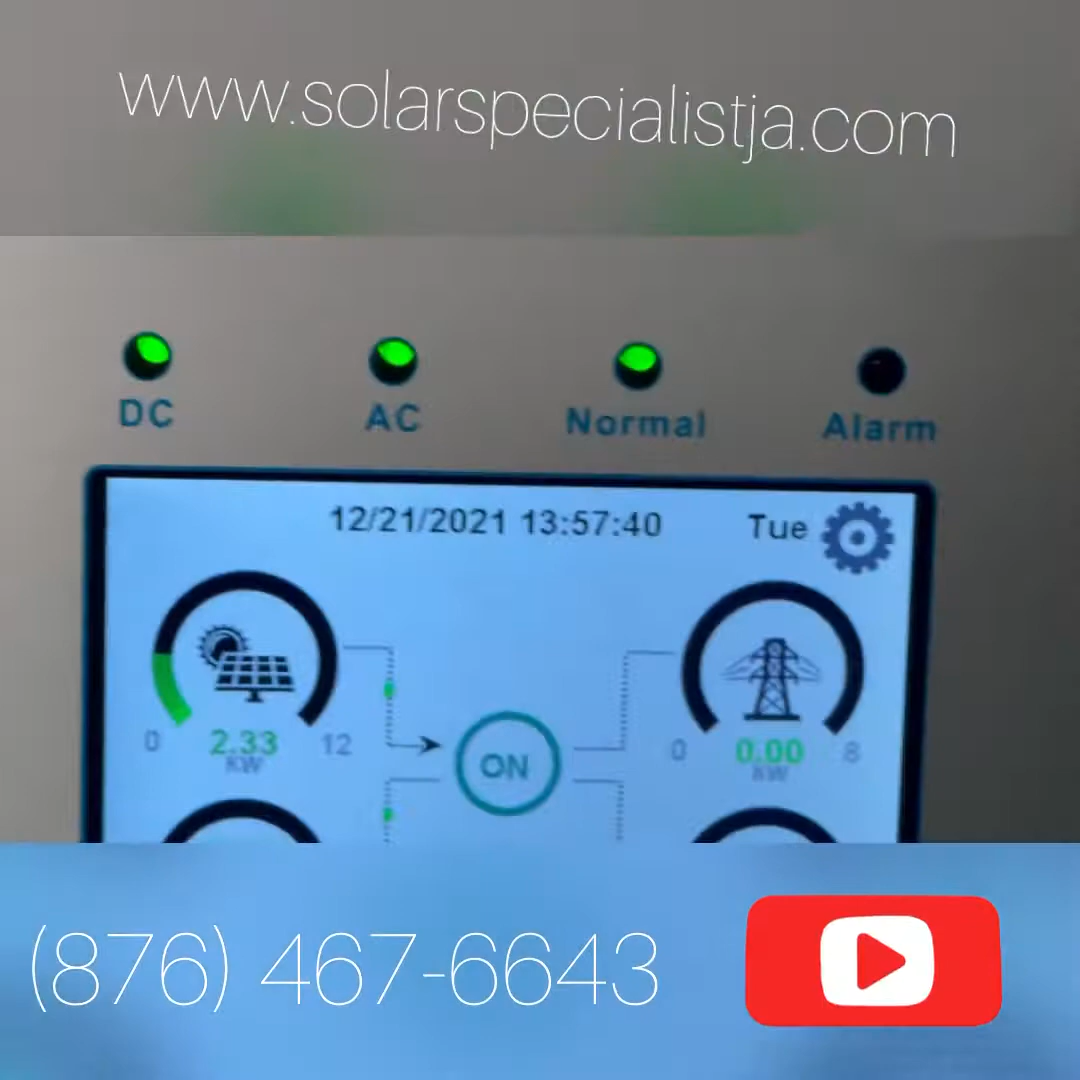 www.solarspecialistja.com
DC AC Normal Alarm
12/21/2021 13:57:40 Tue
ON
0 2.33 12 0 0.00 8
KW KW
(876) 467-6643